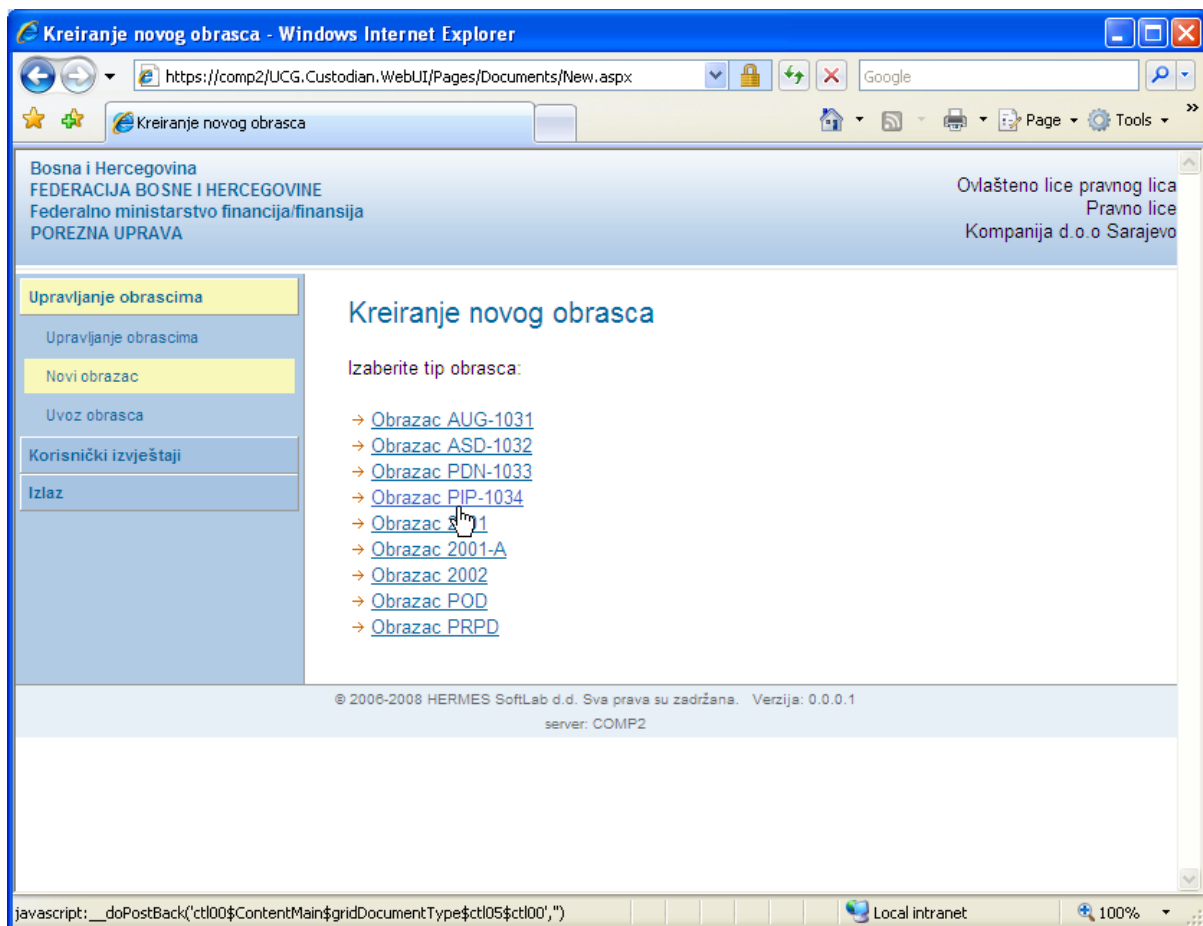 Kreiranje novog obrasca - Windows Internet Explorer
https://comp2/UCG.Custodian.WebUI/Pages/Documents/New.aspx
Google
Kreiranje novog obrasca
Page
Tools
Bosna i Hercegovina
FEDERACIJA BOSNE I HERCEGOVINE
Federalno ministarstvo financija/finansija
POREZNA UPRAVA
Ovlašteno lice pravnog lica
Pravno lice
Kompanija d.o.o Sarajevo
Upravljanje obrascima
Upravljanje obrascima
Novi obrazac
Uvoz obrasca
Korisnički izvještaji
Izlaz
Kreiranje novog obrasca
Izaberite tip obrasca:
→ Obrazac AUG-1031
→ Obrazac ASD-1032
→ Obrazac PDN-1033
→ Obrazac PIP-1034
→ Obrazac 2001
→ Obrazac 2001-A
→ Obrazac 2002
→ Obrazac POD
→ Obrazac PRPD
© 2006-2008 HERMES SoftLab d.d. Sva prava su zadržana. Verzija: 0.0.0.1
server: COMP2
javascript:__doPostBack('ctl00$ContentMain$gridDocumentType$ctl05$ctl00','')
Local intranet
100%